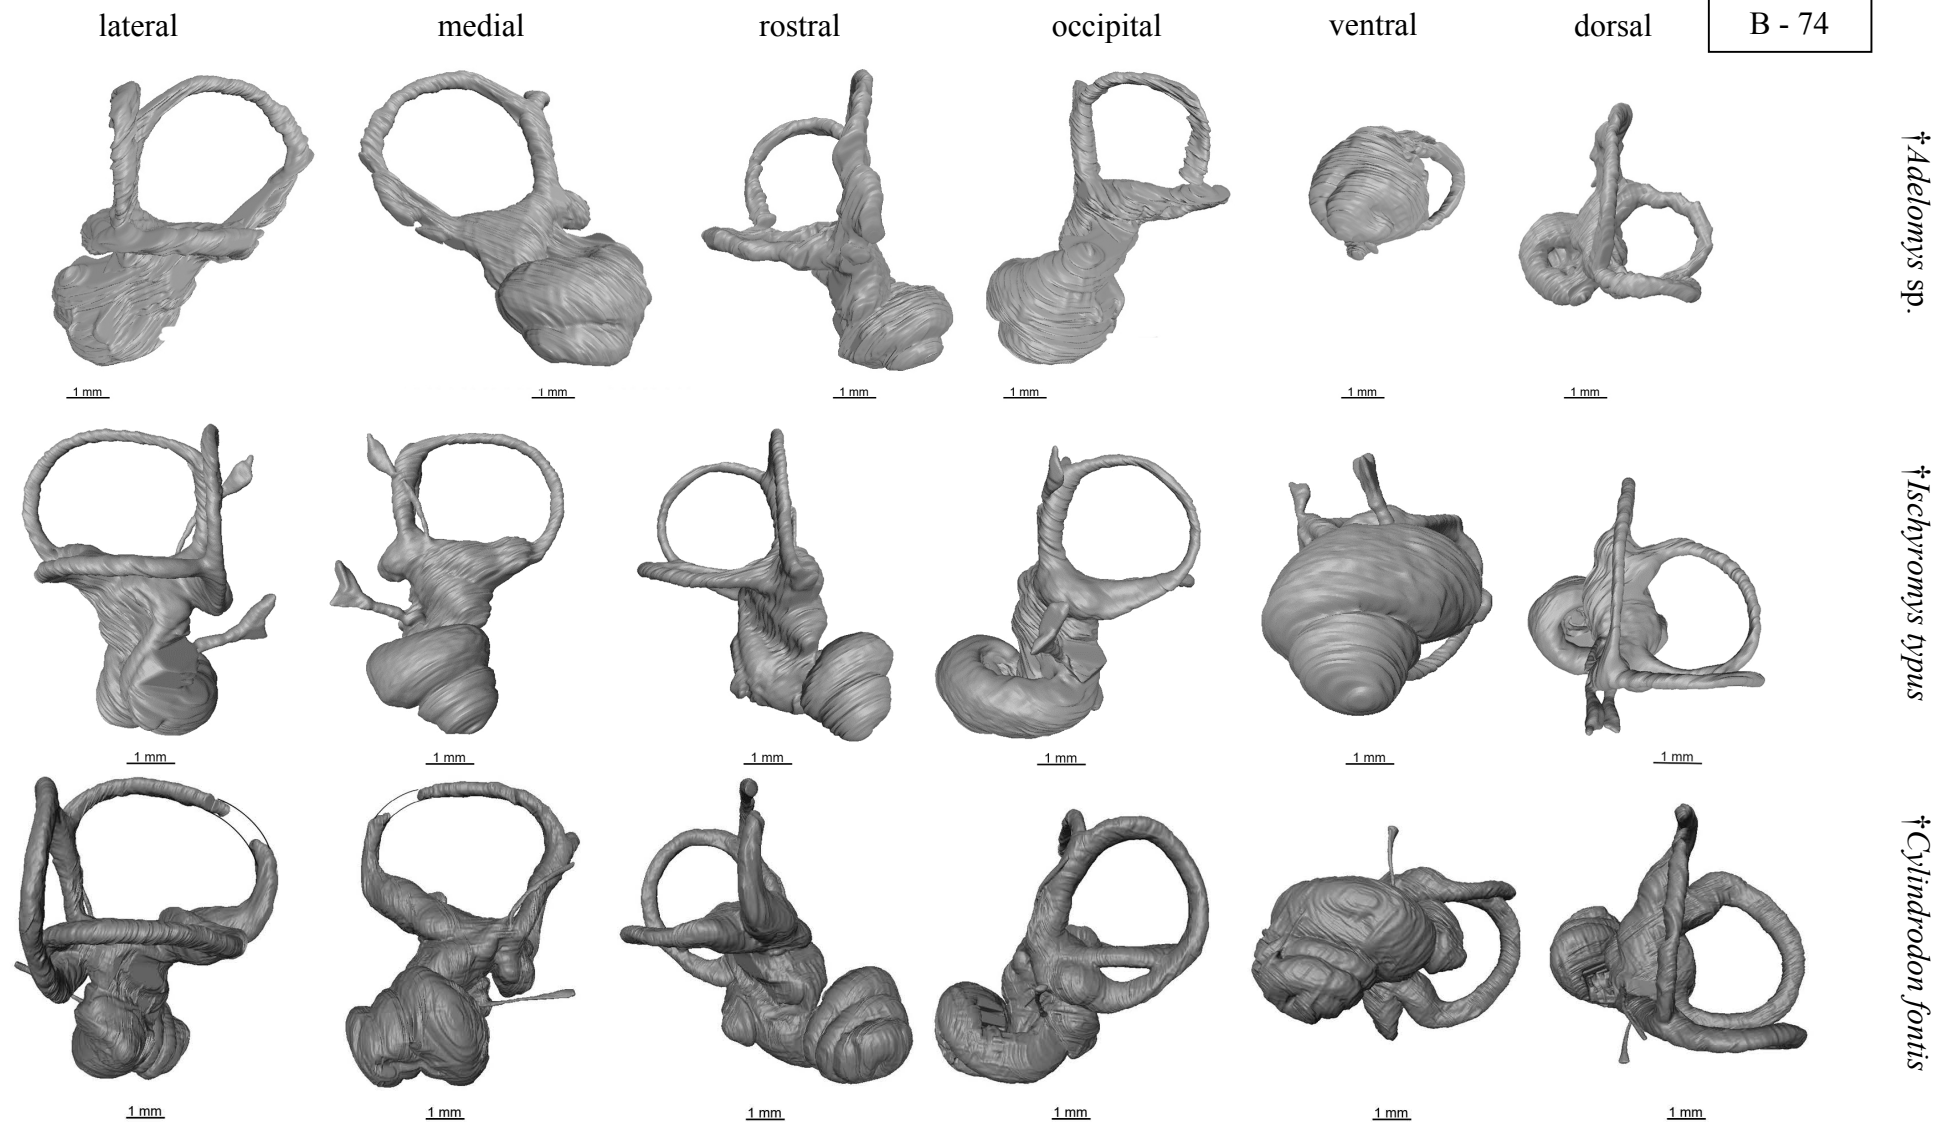 lateral medial rostral occipital ventral dorsal B - 74
†Adelomys sp.
1 mm 1 mm 1 mm 1 mm 1 mm 1 mm
†Ischyromys typus
1 mm 1 mm 1 mm 1 mm 1 mm 1 mm
†Cylindrodon fontis
1 mm 1 mm 1 mm 1 mm 1 mm 1 mm